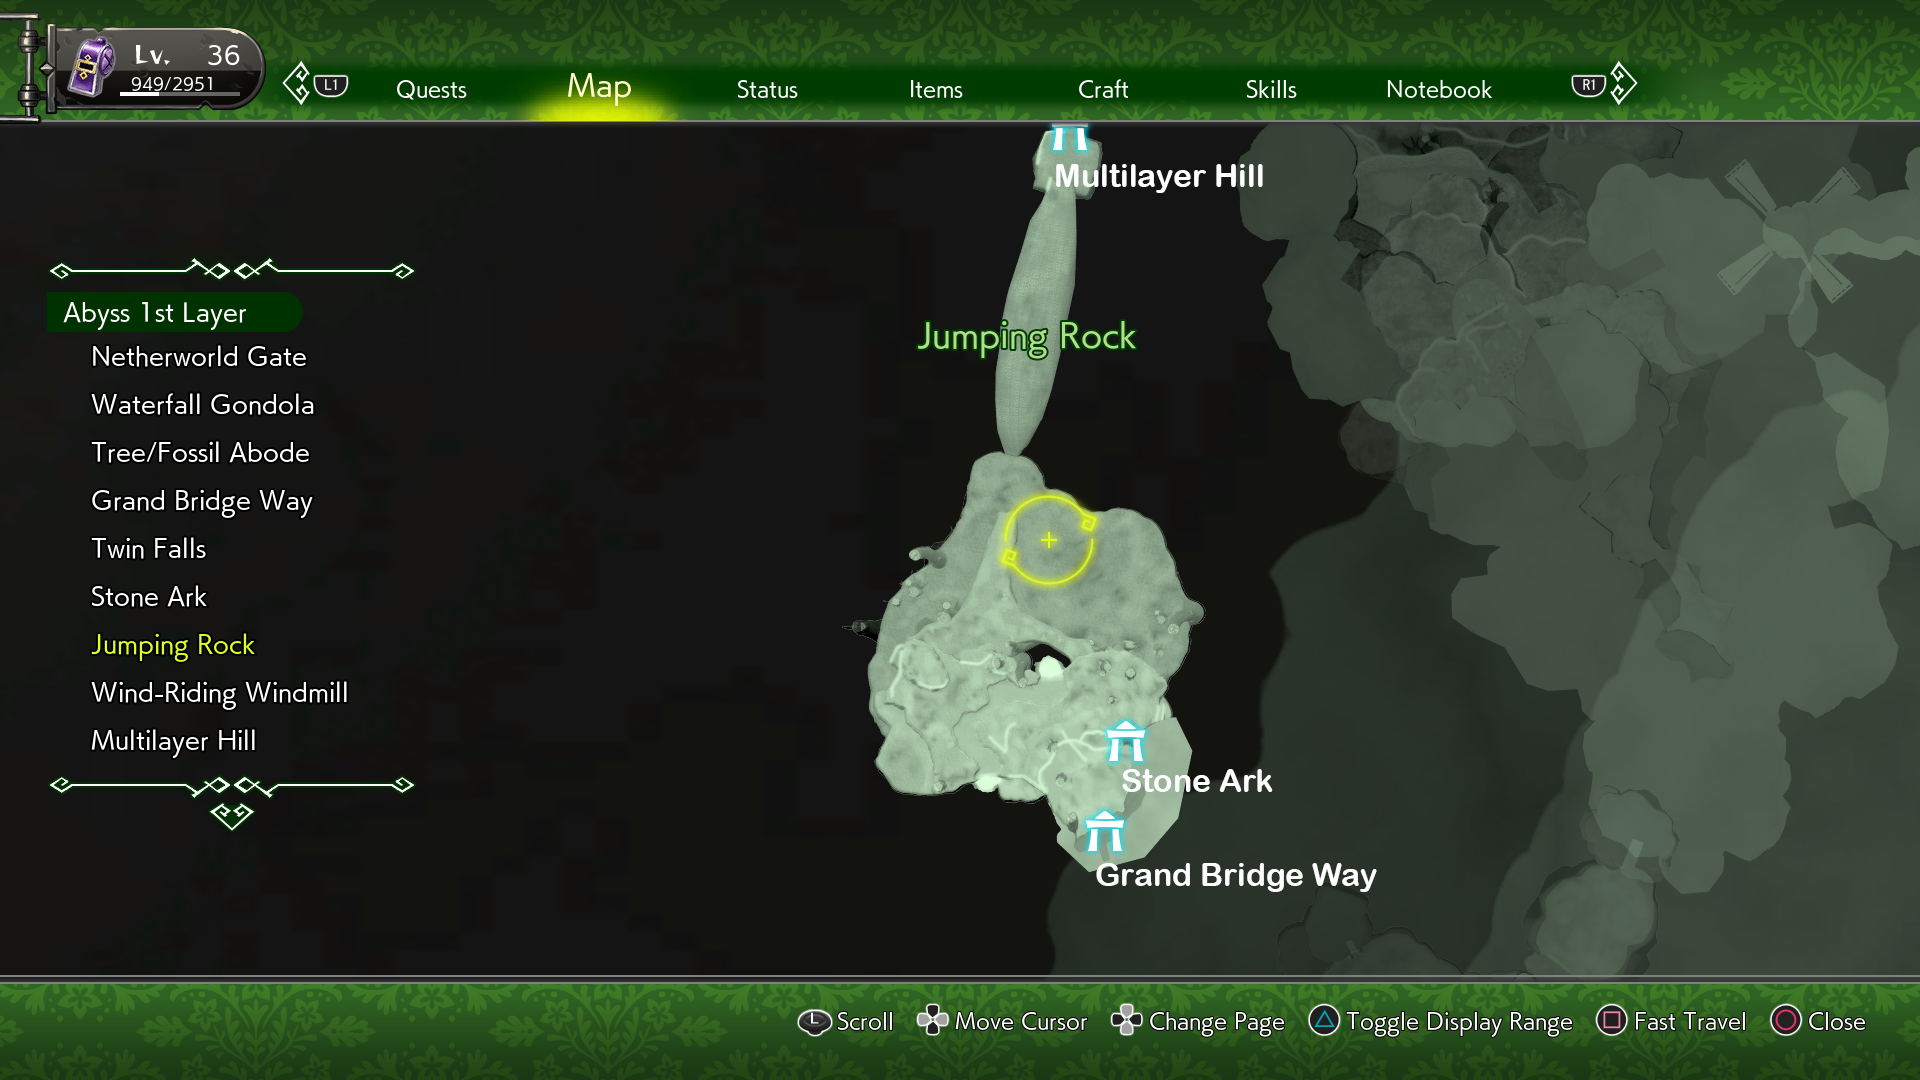 Lv. 36
949/2951
L1
Quests
Map
Status
Items
Craft
Skills
Notebook
R1
Multilayer Hill
Jumping Rock
Abyss 1st Layer
Netherworld Gate
Waterfall Gondola
Tree/Fossil Abode
Grand Bridge Way
Twin Falls
Stone Ark
Jumping Rock
Wind-Riding Windmill
Multilayer Hill
Stone Ark
Grand Bridge Way
L Scroll
Move Cursor
Change Page
Toggle Display Range
Fast Travel
Close